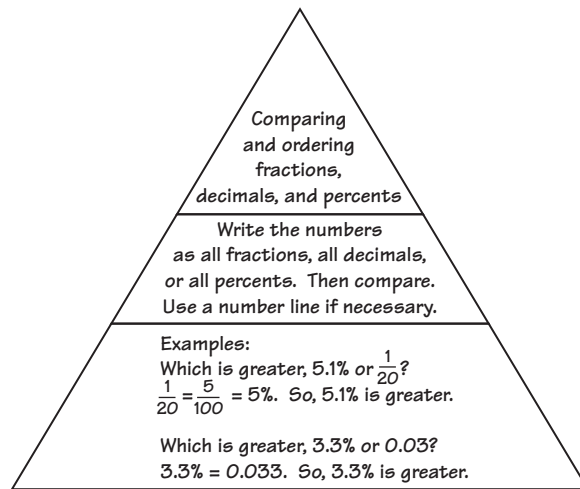 Comparing
and ordering
fractions,
decimals, and percents
Write the numbers
as all fractions, all decimals,
or all percents. Then compare.
Use a number line if necessary.
Examples:
Which is greater, 5.1% or 1/20?
1/20 = 5/100 = 5%. So, 5.1% is greater.
Which is greater, 3.3% or 0.03?
3.3% = 0.033. So, 3.3% is greater.